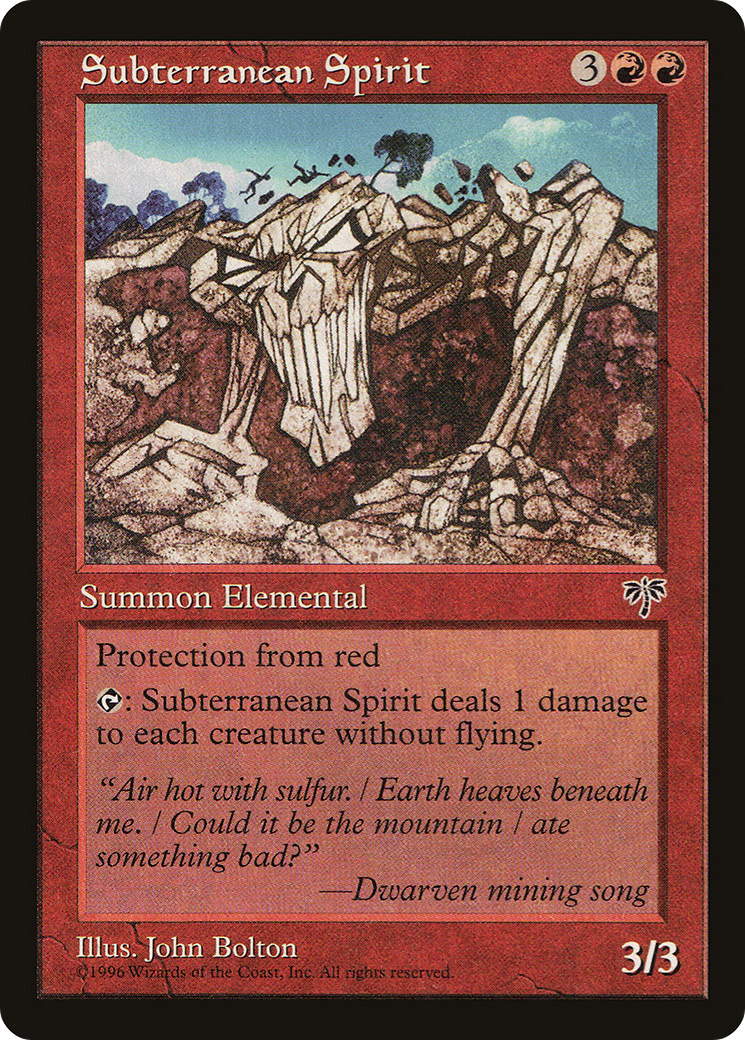 Subterranean Spirit 3
Summon Elemental
Protection from red
: Subterranean Spirit deals 1 damage
to each creature without flying.
“Air hot with sulfur. / Earth heaves beneath
me. / Could it be the mountain / ate
something bad?”
—Dwarven mining song
Illus. John Bolton
©1996 Wizards of the Coast, Inc. All rights reserved.
3/3